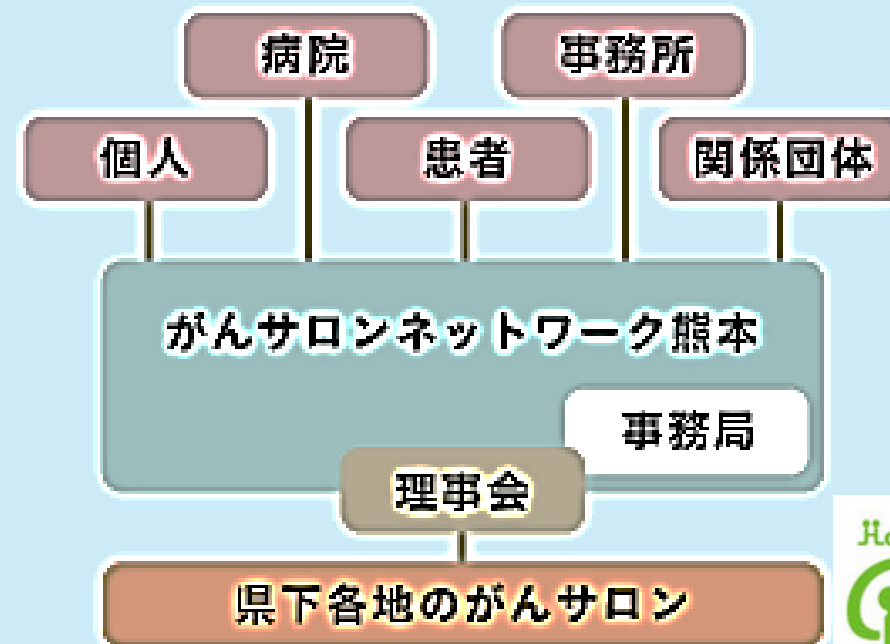 病院
事務所
個人
患者
関係団体
がんサロンネットワーク熊本
事務局
理事会
県下各地のがんサロン